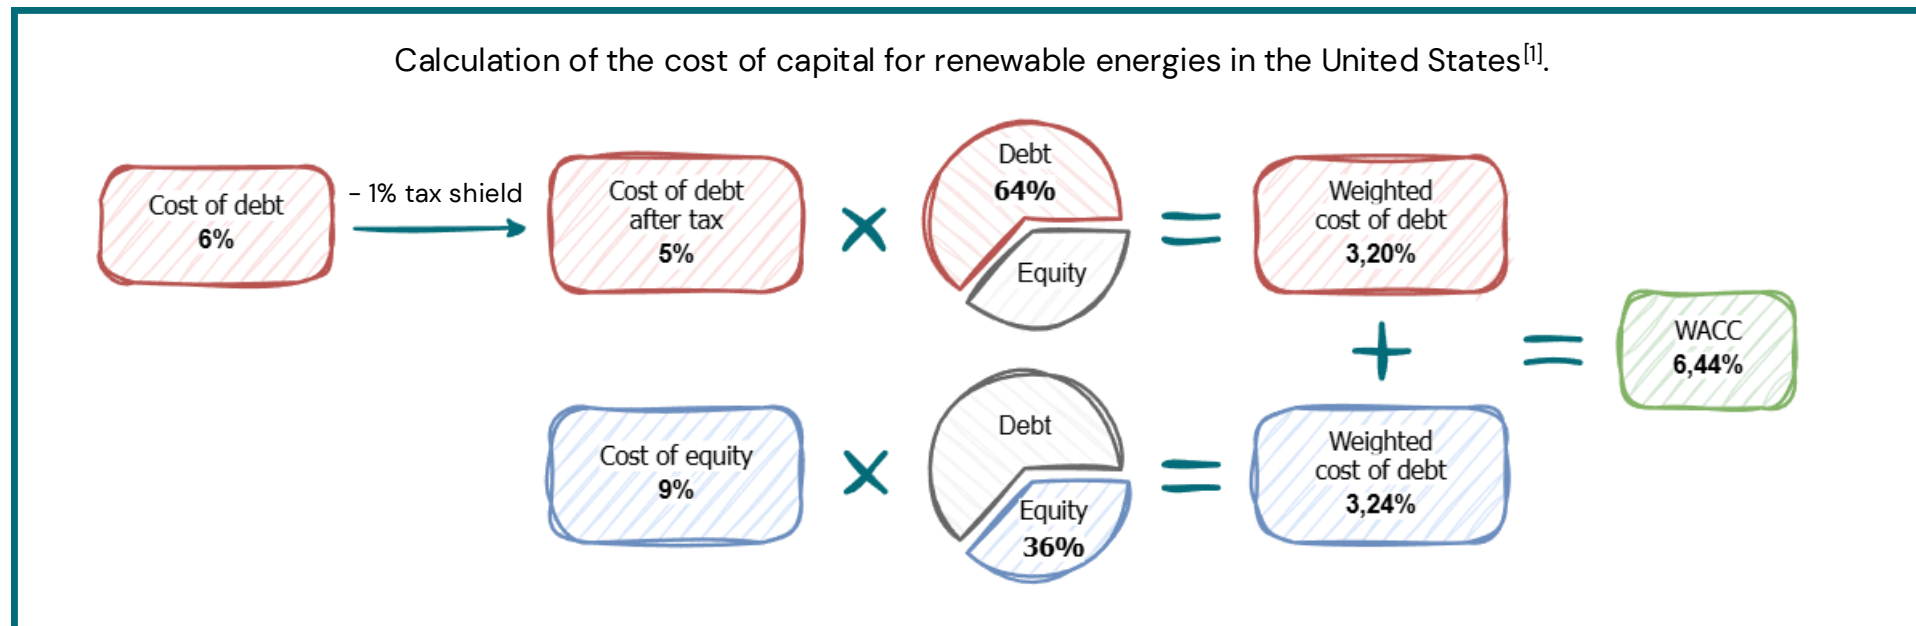 Calculation of the cost of capital for renewable energies in the United States[1].
Cost of debt
6%
- 1% tax shield
Cost of debt
after tax
5%
Debt
64%
Equity
Weighted
cost of debt
3,20%
WACC
6,44%
Cost of equity
9%
Debt
Equity
36%
Weighted
cost of debt
3,24%